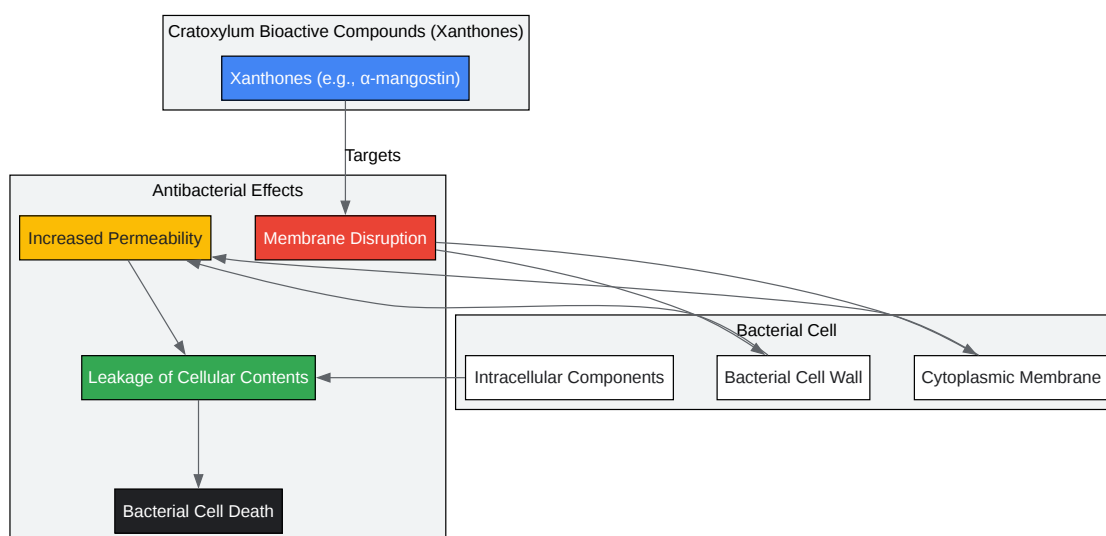 Cratoxylum Bioactive Compounds (Xanthones)
Xanthones (e.g., α-mangostin)
Targets
Antibacterial Effects
Increased Permeability
Membrane Disruption
Bacterial Cell
Leakage of Cellular Contents
Intracellular Components
Bacterial Cell Wall
Cytoplasmic Membrane
Bacterial Cell Death